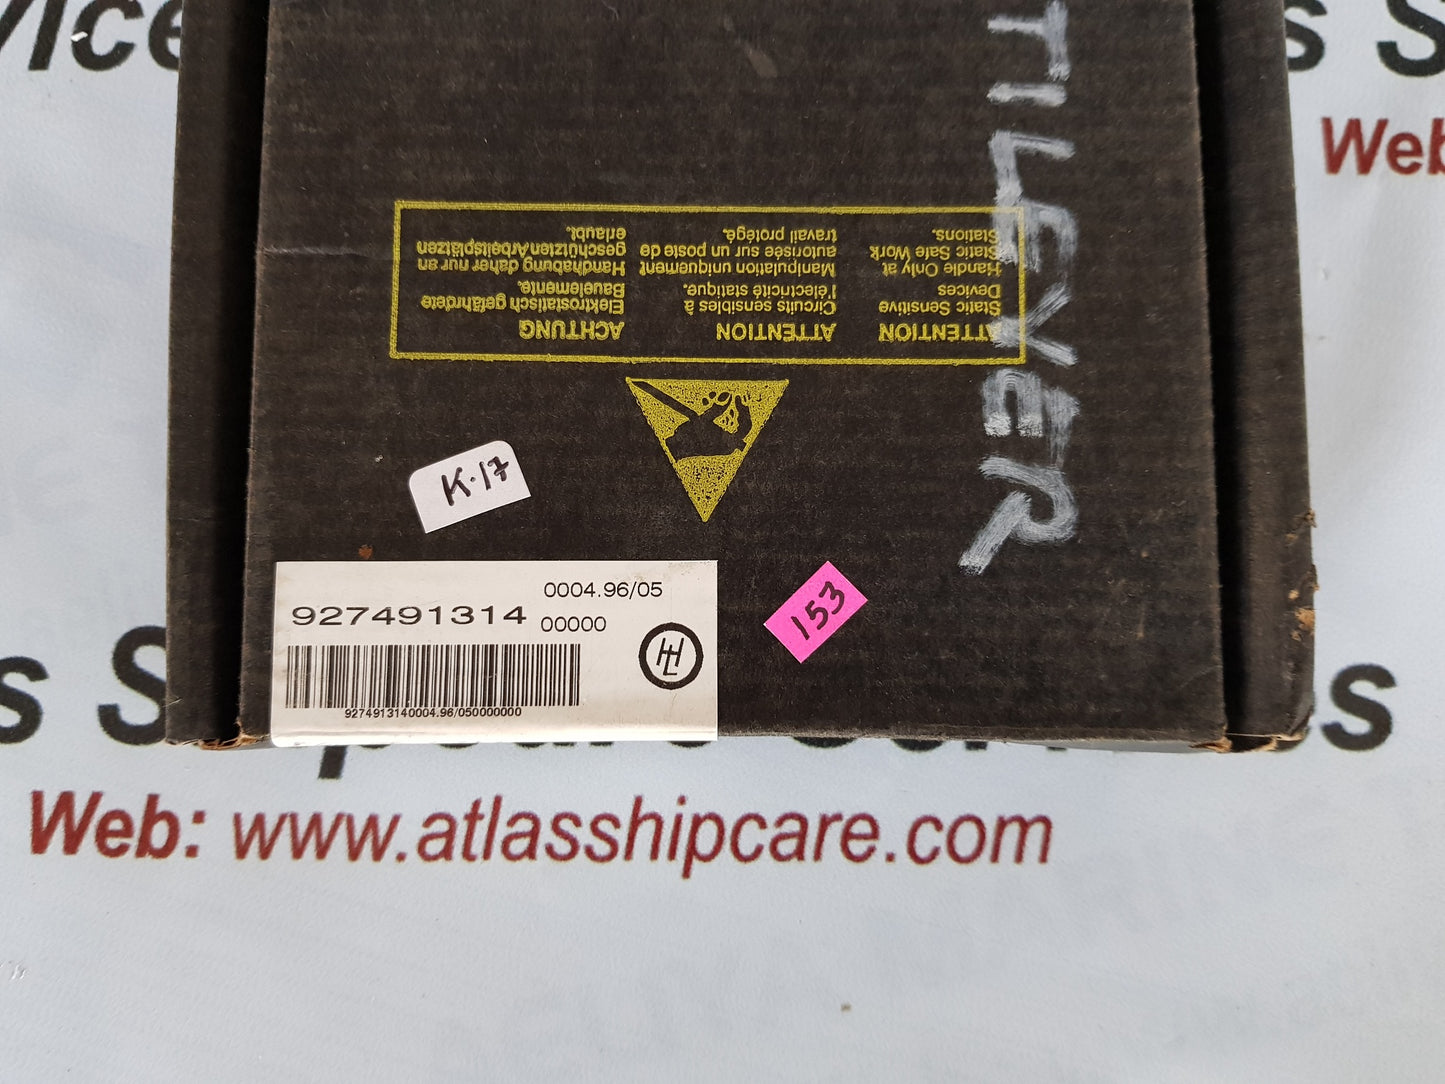 vice
s S
Web
TILEVER
ATTENTION
Static Sensitive
Devices
Handle Only at
Static Safe Work
Stations.
ATTENTION
Circuits sensibles à
l'électricité statique.
Manipulation uniquement
autorisée sur un poste de
travail protégé.
ACHTUNG
Elektrostatisch gefährdete
Bauelemente.
Handhabung daher nur an
geschützten Arbeitsplätzen
erlaubt.
K.17
0004.96/05
927491314
00000
HL
9274913140004.96/050000000
153
s S
s
Web: www.atlasshipcare.com